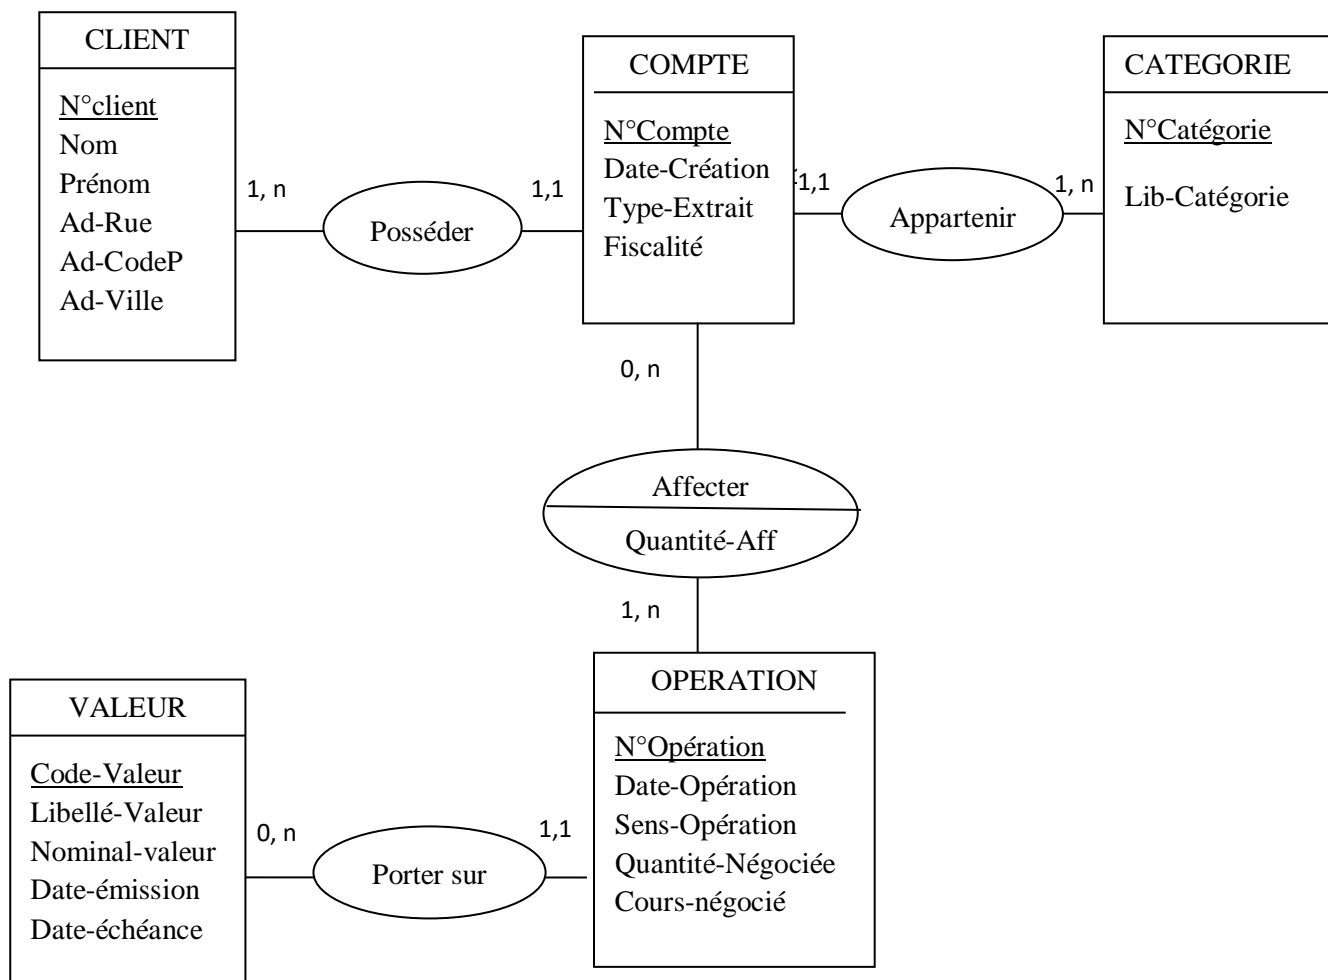 CLIENT
N°client
Nom
Prénom
Ad-Rue
Ad-CodeP
Ad-Ville
1, n
Posséder
1,1
COMPTE
N°Compte
Date-Création
Type-Extrait
Fiscalité
1,1
Appartenir
1, n
CATEGORIE
N°Catégorie
Lib-Catégorie
0, n
Affecter
Quantité-Aff
1, n
VALEUR
Code-Valeur
Libellé-Valeur
Nominal-valeur
Date-émission
Date-échéance
0, n
Porter sur
1,1
OPERATION
N°Opération
Date-Opération
Sens-Opération
Quantité-Négociée
Cours-négocié